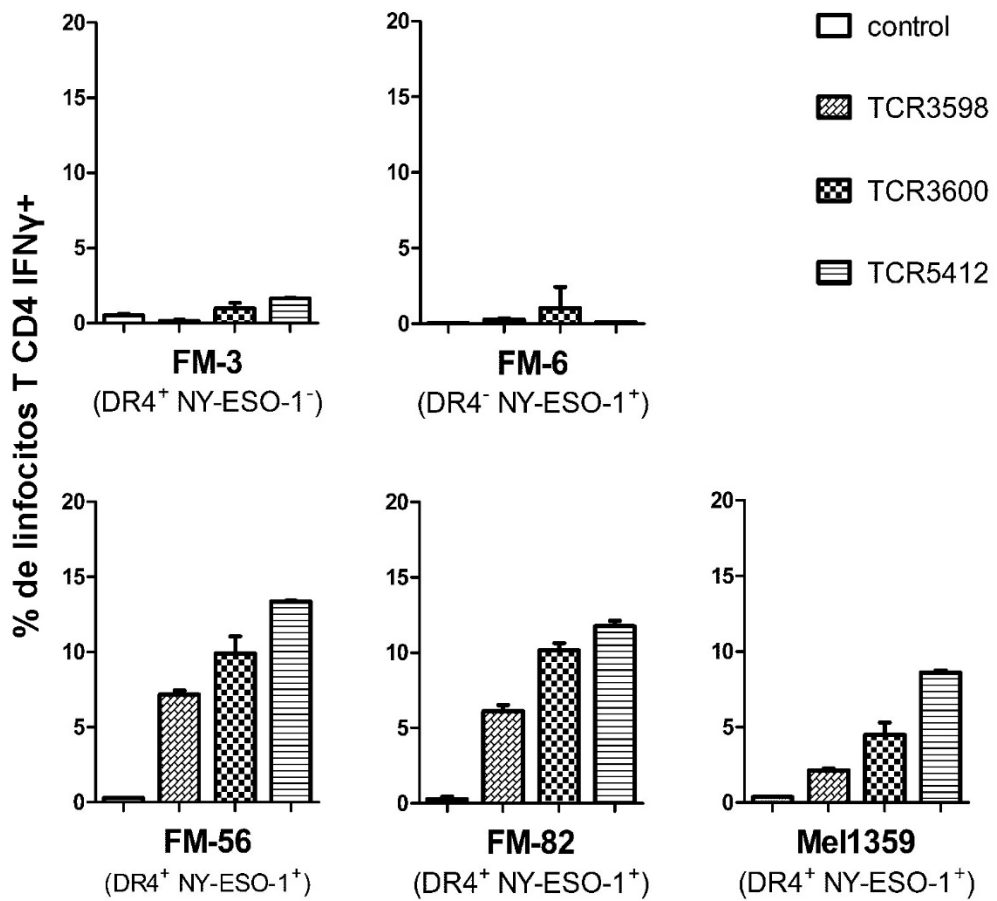 % de linfocitos T CD4 IFNγ+
20
15
10
5
0
FM-3
(DR4⁺ NY-ESO-1⁻)
20
15
10
5
0
FM-6
(DR4⁻ NY-ESO-1⁺)
control
TCR3598
TCR3600
TCR5412
20
15
10
5
0
FM-56
(DR4⁺ NY-ESO-1⁺)
20
15
10
5
0
FM-82
(DR4⁺ NY-ESO-1⁺)
20
15
10
5
0
Mel1359
(DR4⁺ NY-ESO-1⁺)